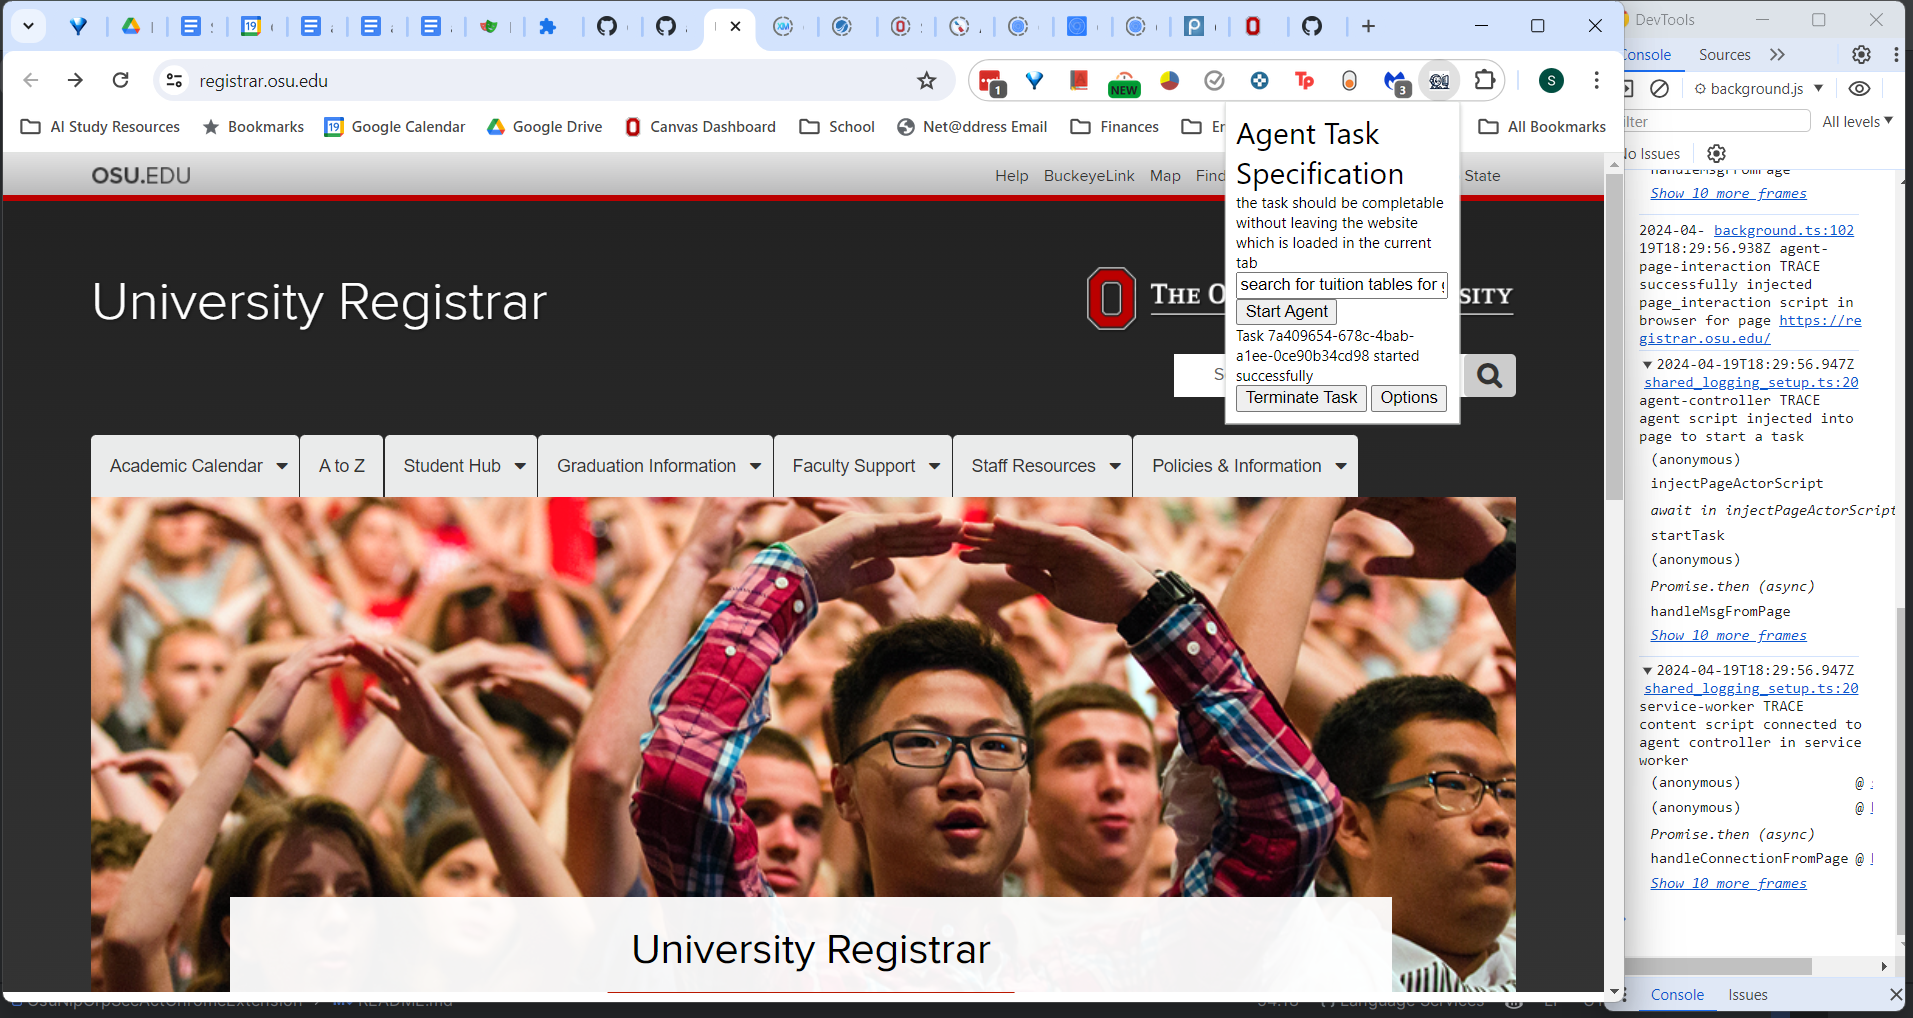 registrar.osu.edu
1
NEW
Tp
3
S
AI Study Resources
Bookmarks
19
Google Calendar
Google Drive
Canvas Dashboard
School
Net@ddress Email
Finances
All Bookmarks
OSU.EDU
Help
BuckeyeLink
Map
Find
State
University Registrar
THE
Academic Calendar
A to Z
Student Hub
Graduation Information
Faculty Support
Staff Resources
Policies & Information
University Registrar
Agent Task
Specification
the task should be completable
without leaving the website
which is loaded in the current
tab
search for tuition tables for
Start Agent
Task 7a409654-678c-4bab-
a1ee-0ce90b34cd98 started
successfully
Terminate Task
Options
DevTools
Console
Sources
background.js
All levels
No Issues
handleMsgFromPage
Show 10 more frames
2024-04- background.ts:102
19T18:29:56.938Z agent-
page-interaction TRACE
successfully injected
page_interaction script in
browser for page https://re
gistrar.osu.edu/
2024-04-19T18:29:56.947Z
shared_logging_setup.ts:20
agent-controller TRACE
agent script injected into
page to start a task
(anonymous)
injectPageActorScript
await in injectPageActorScript
startTask
(anonymous)
Promise.then (async)
handleMsgFromPage
Show 10 more frames
2024-04-19T18:29:56.947Z
shared_logging_setup.ts:20
service-worker TRACE
content script connected to
agent controller in service
worker
(anonymous) @
(anonymous) @
Promise.then (async)
handleConnectionFromPage @
Show 10 more frames
Console
Issues